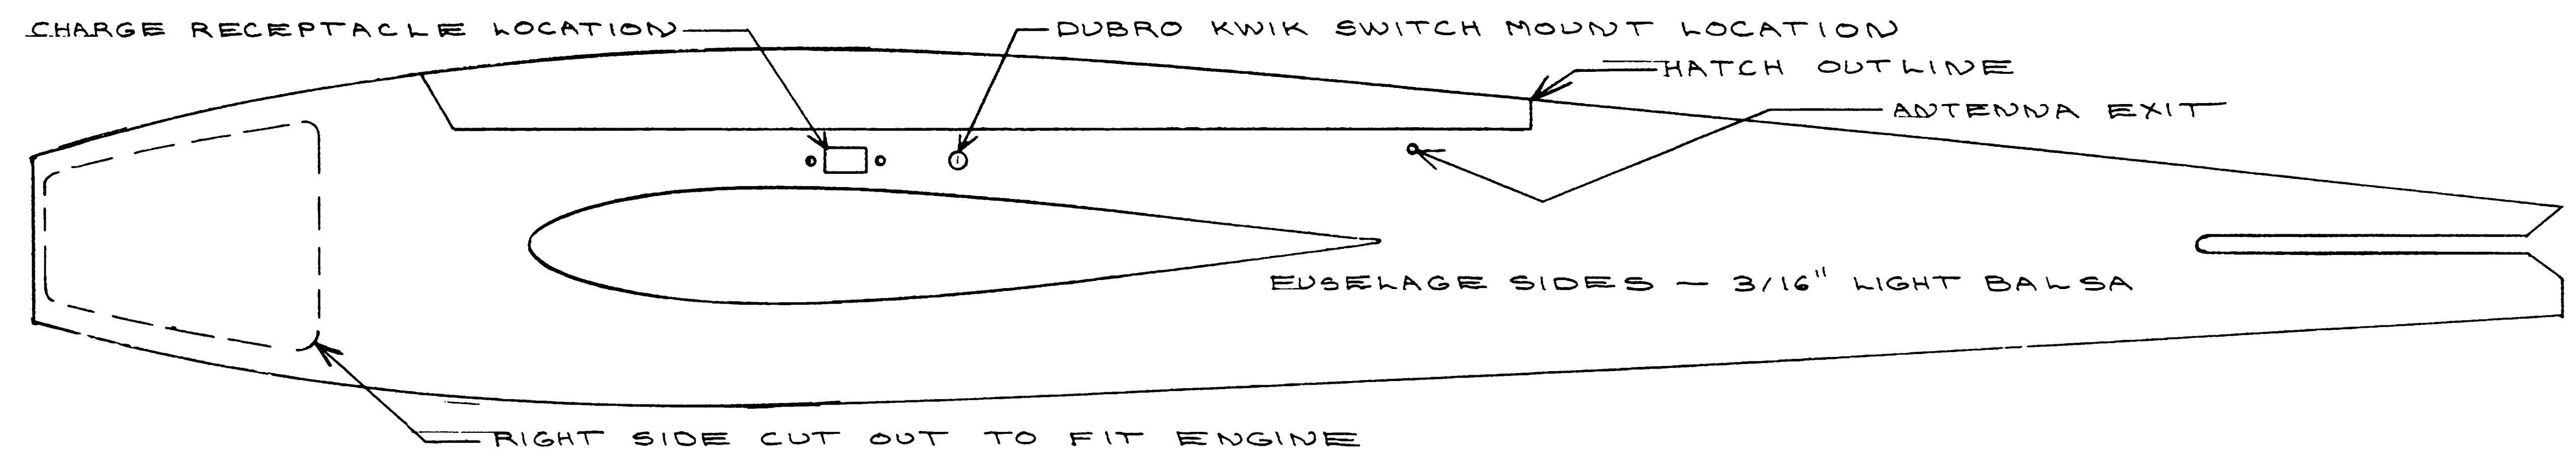 CHARGE RECEPTACLE LOCATION
DUBRO KWIK SWITCH MOUNT LOCATION
HATCH OUTLINE
ANTENNA EXIT
FUSELAGE SIDES — 3/16" LIGHT BALSA
RIGHT SIDE CUT OUT TO FIT ENGINE